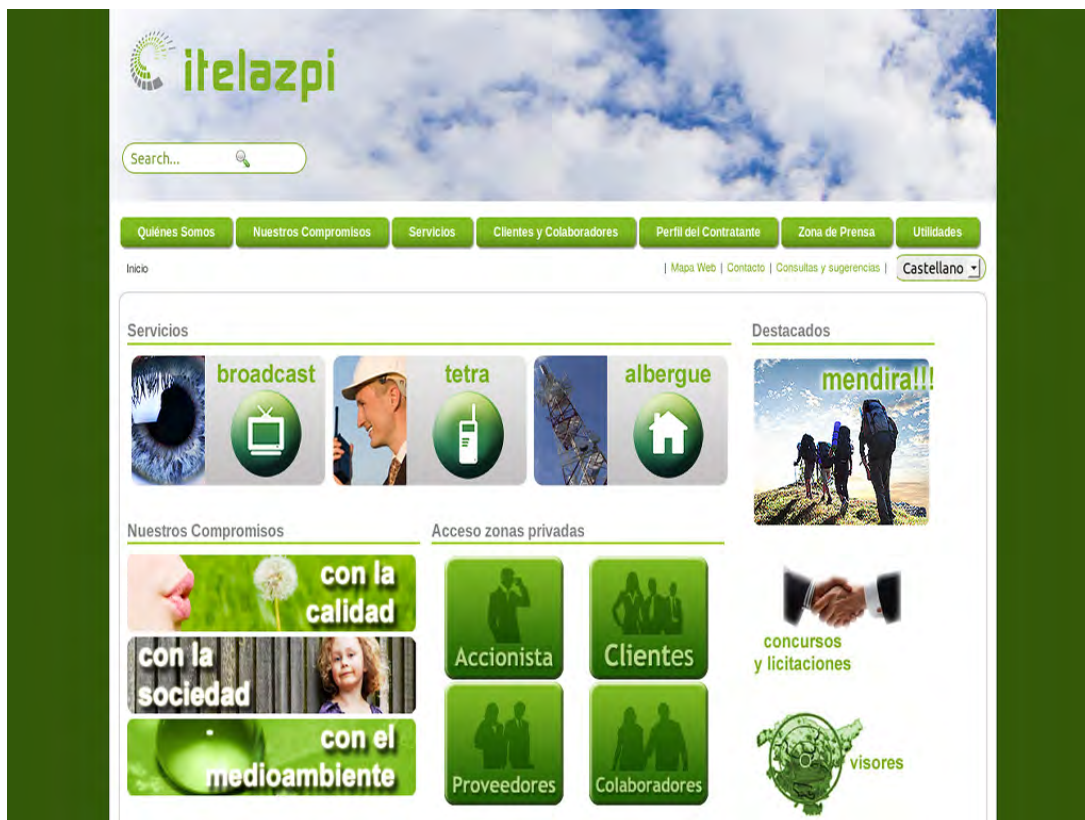 itelazpi
Search...
Quiénes Somos Nuestros Compromisos Servicios Clientes y Colaboradores Perfil del Contratante Zona de Prensa Utilidades
Inicio | Mapa Web | Contacto | Consultas y sugerencias | Castellano
Servicios
broadcast
tetra
albergue
Destacados
mendira!!!
Nuestros Compromisos
con la
calidad
con la
sociedad
con el
medioambiente
Acceso zonas privadas
Accionista
Clientes
Proveedores
Colaboradores
concursos
y licitaciones
visores